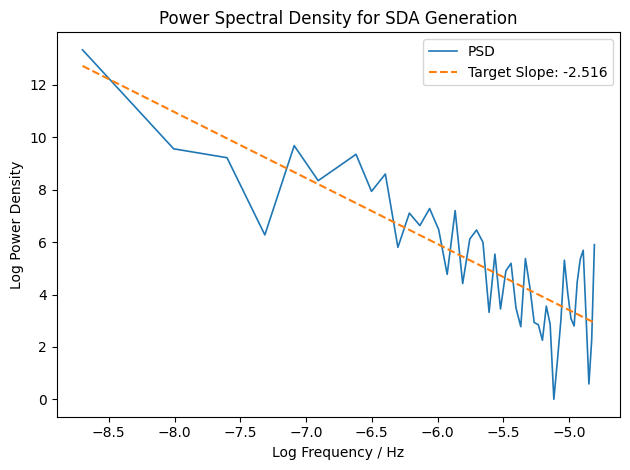 Power Spectral Density for SDA Generation
PSD
Target Slope: -2.516
12
10
8
6
4
2
0
Log Power Density
−8.5 −8.0 −7.5 −7.0 −6.5 −6.0 −5.5 −5.0
Log Frequency / Hz